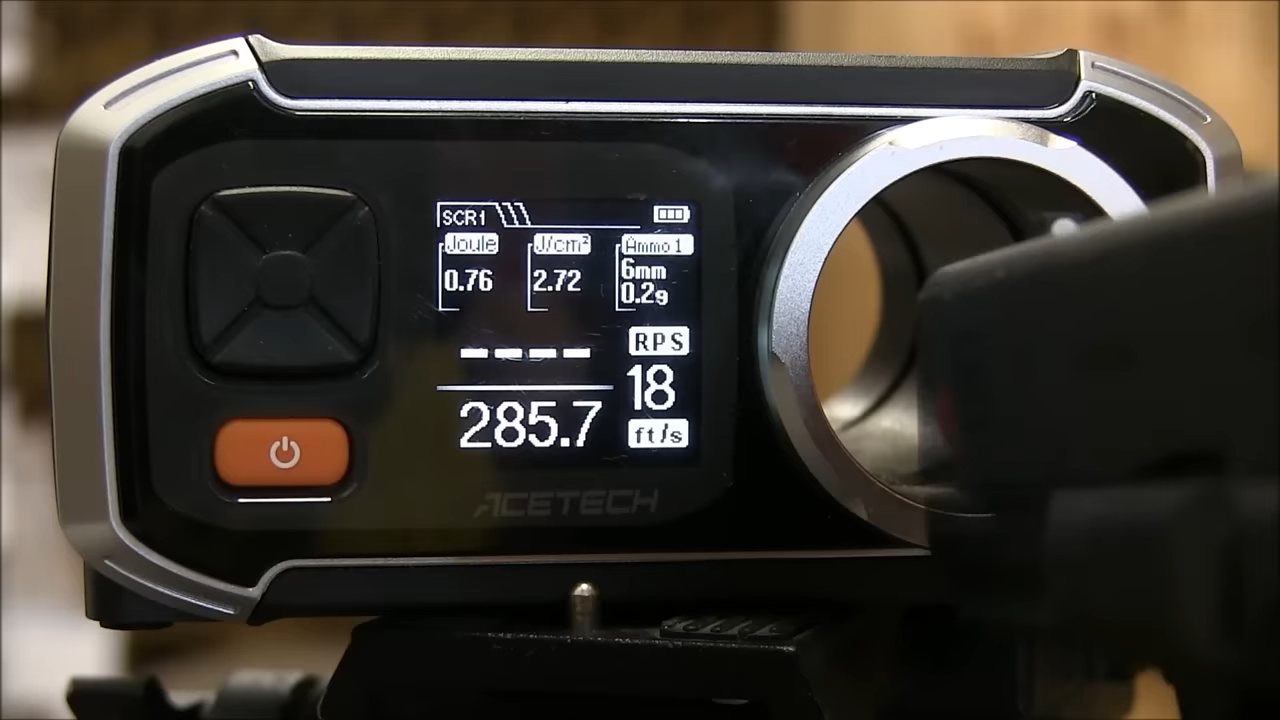 SCR1
Joule J/cm² Ammo 1
0.76 2.72 6mm
0.2g
---- RPS
18
285.7 ft/s
ACETECH